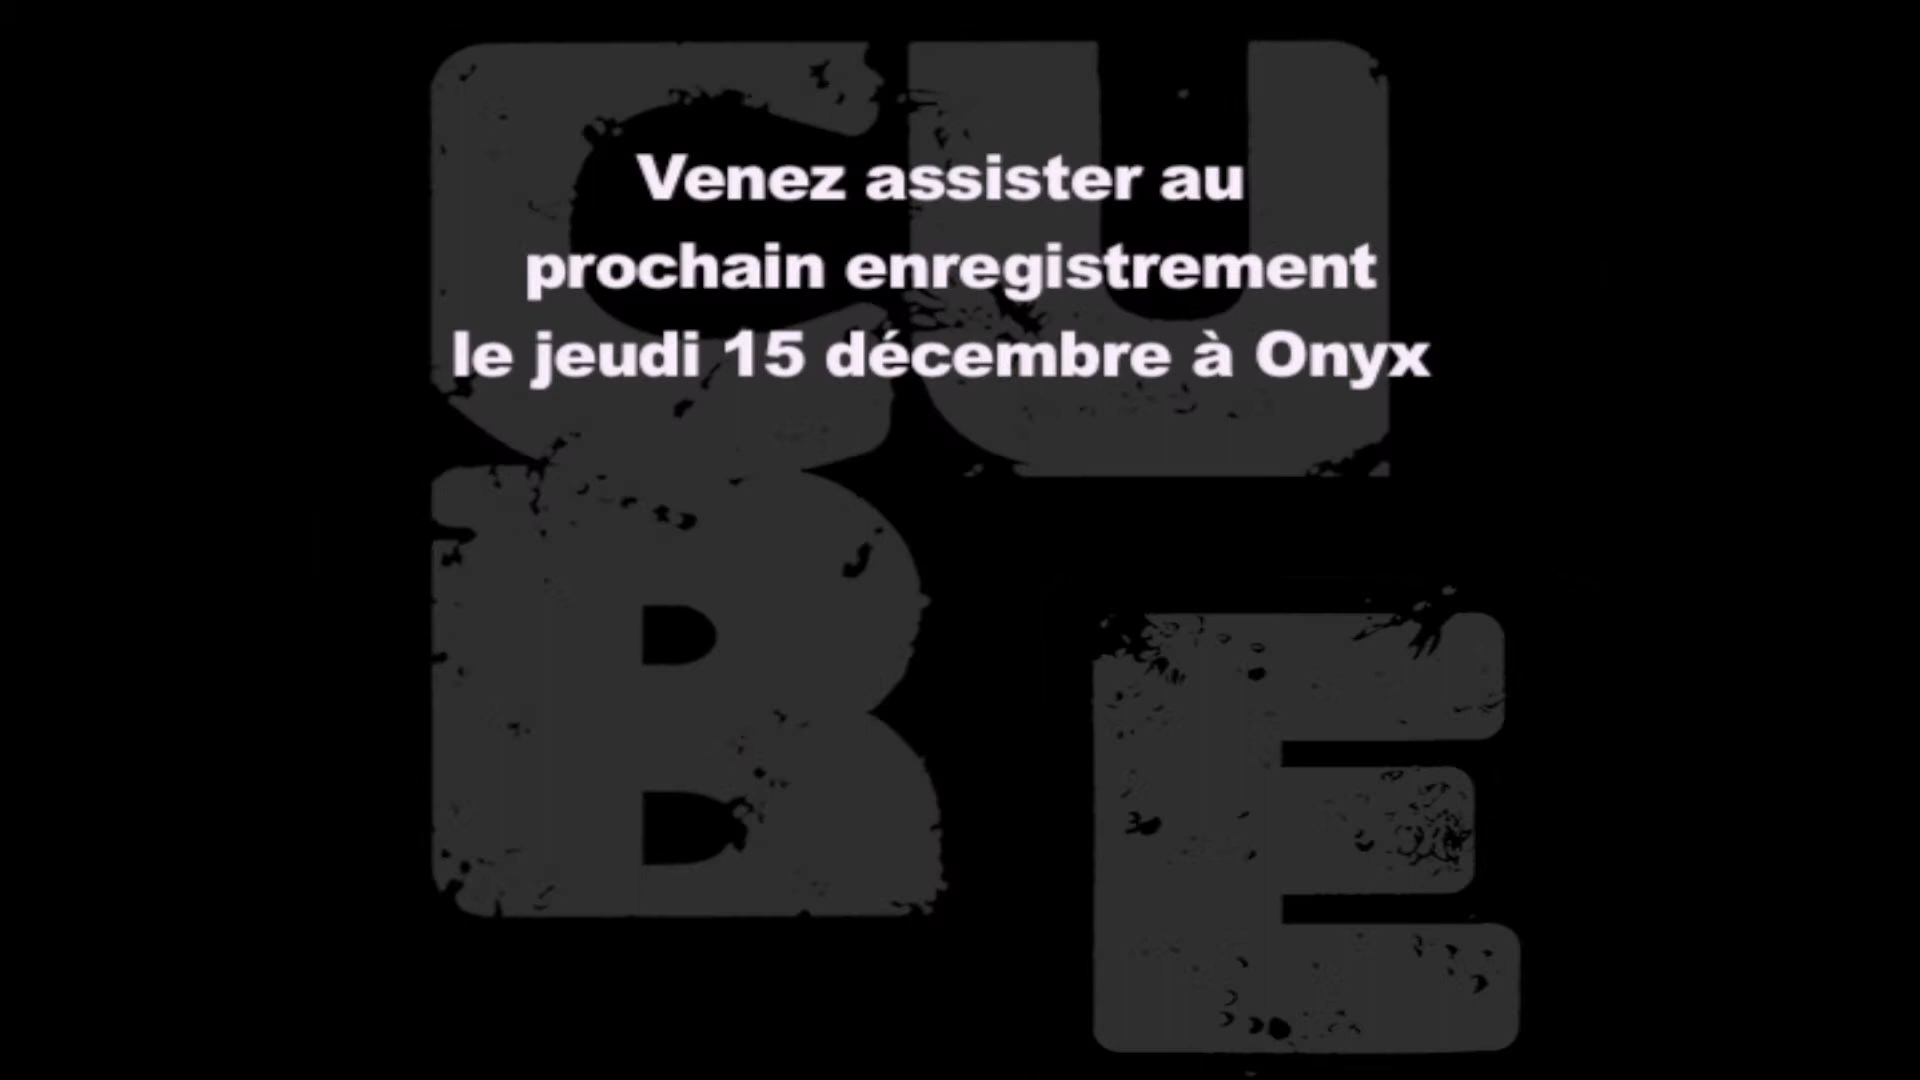 CU
BE
Venez assister au
prochain enregistrement
le jeudi 15 décembre à Onyx